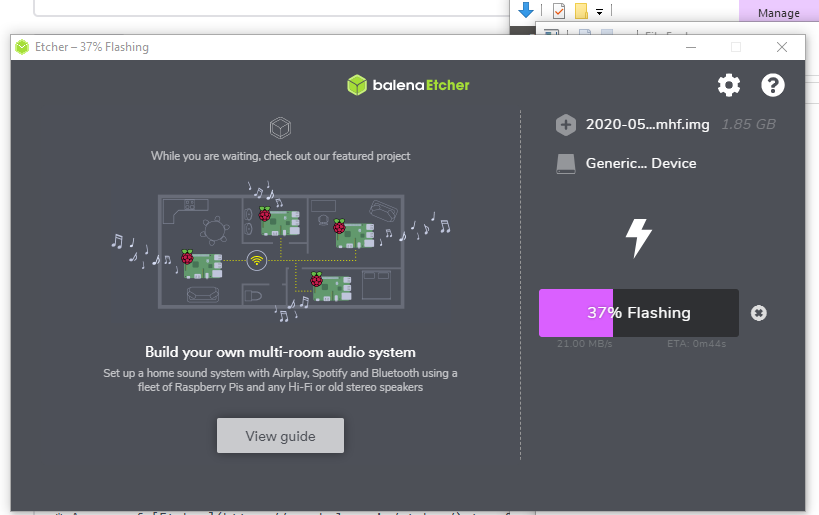 Manage
Etcher – 37% Flashing
balenaEtcher
While you are waiting, check out our featured project
2020-05...mhf.img 1.85 GB
Generic... Device
37% Flashing
21.00 MB/s ETA: 0m44s
Build your own multi-room audio system
Set up a home sound system with Airplay, Spotify and Bluetooth using a
fleet of Raspberry Pis and any Hi-Fi or old stereo speakers
View guide